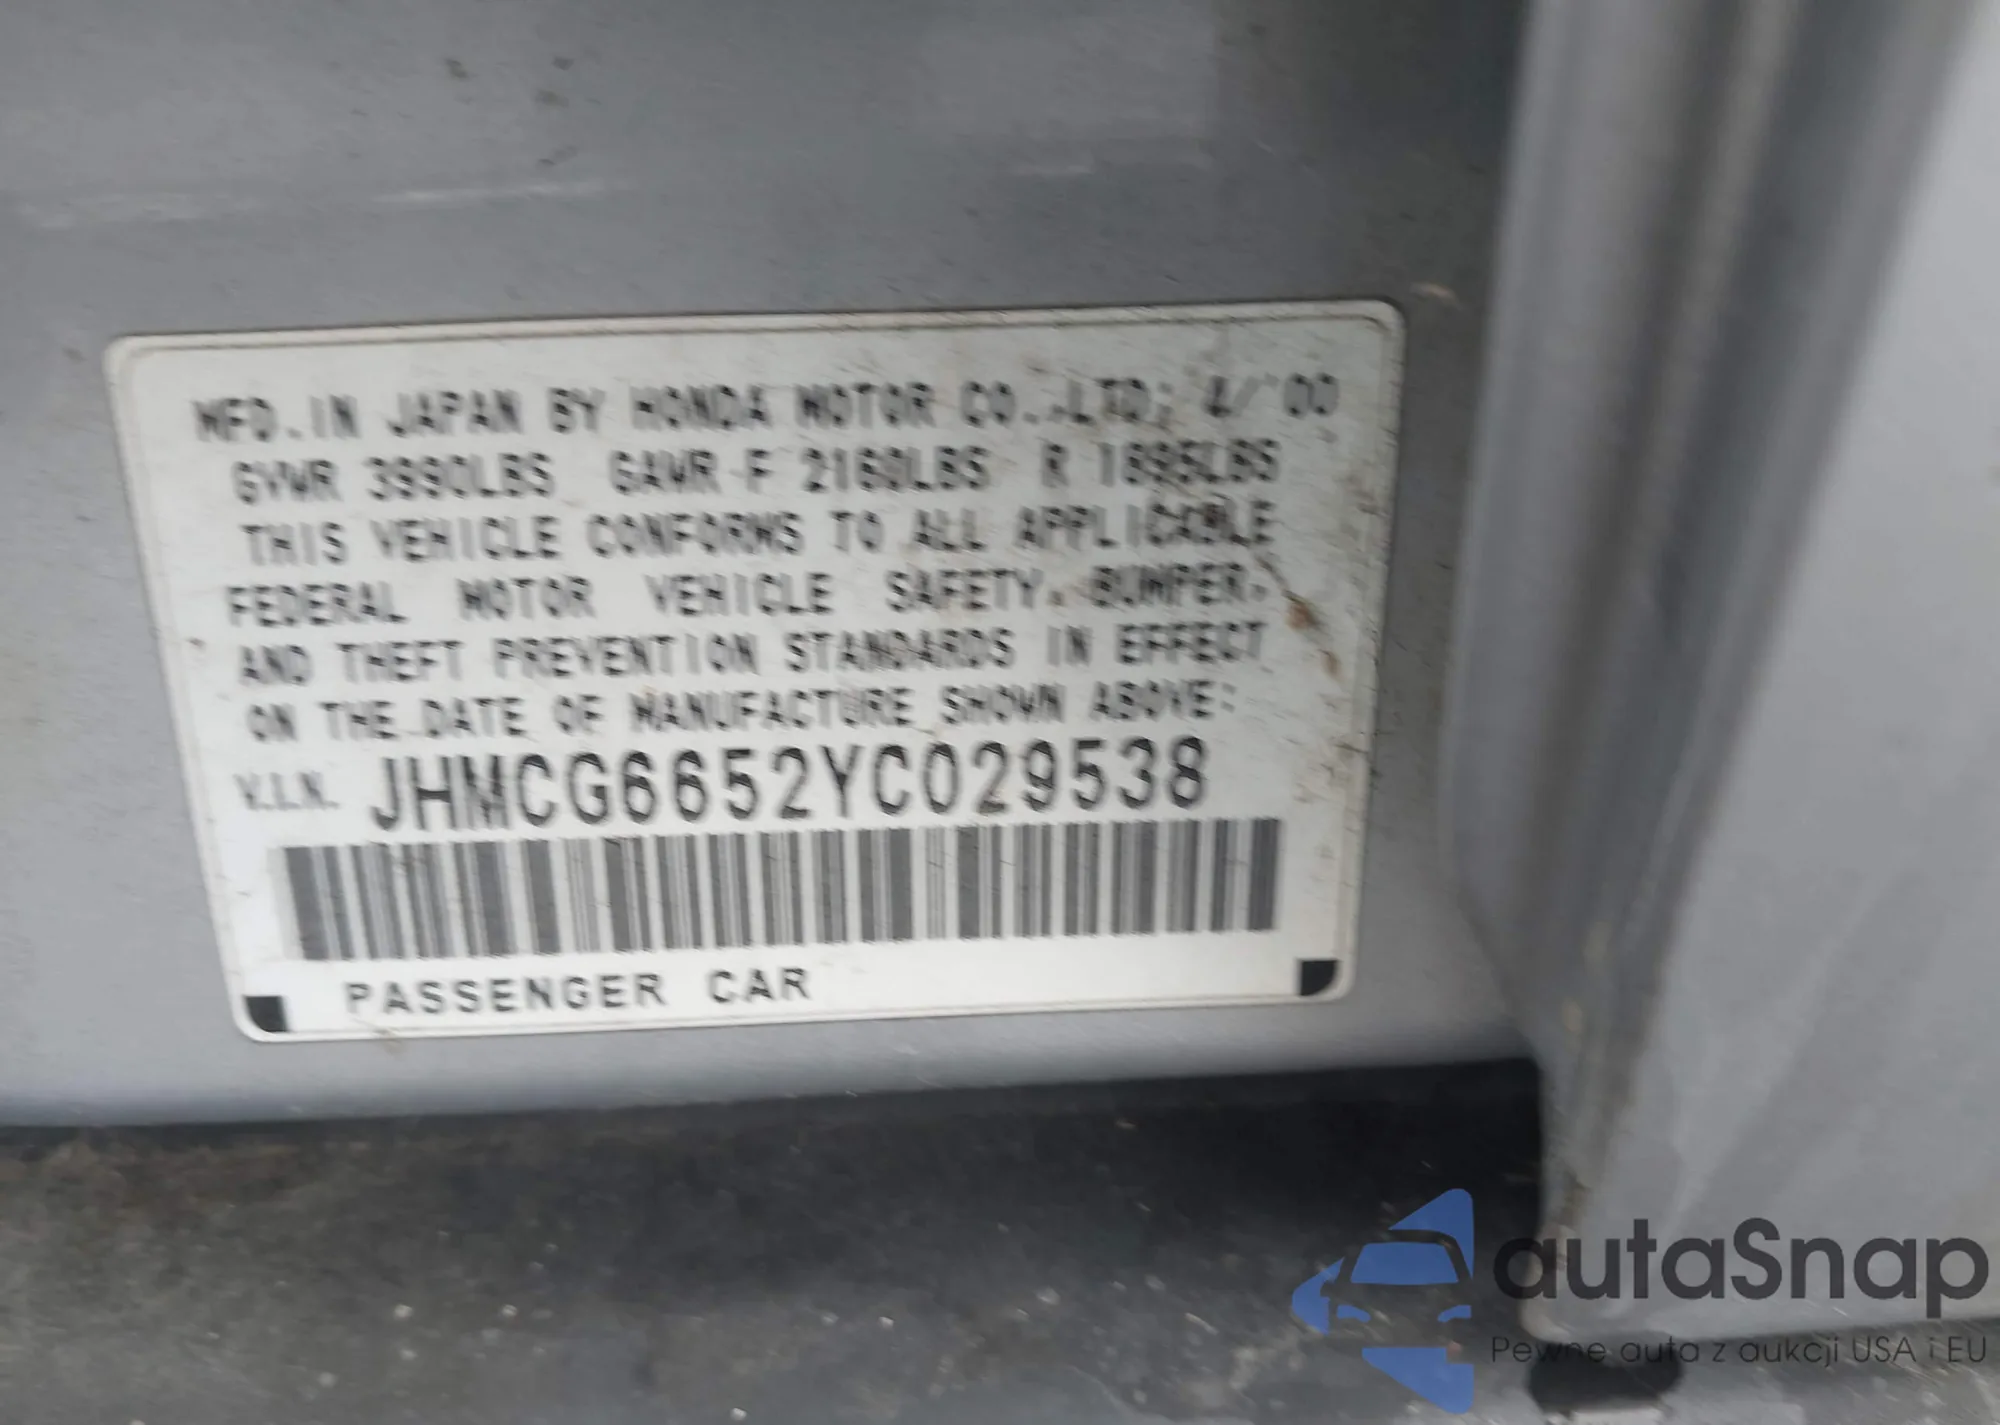 MFD. IN JAPAN BY HONDA MOTOR CO., LTD; 4/'00
GVWR 3990LBS GAWR F 2160LBS R 1895LBS
THIS VEHICLE CONFORMS TO ALL APPLICABLE
FEDERAL MOTOR VEHICLE SAFETY, BUMPER,
AND THEFT PREVENTION STANDARDS IN EFFECT
ON THE DATE OF MANUFACTURE SHOWN ABOVE:
V.I.N. JHMCG6652YC029538
PASSENGER CAR
autaSnap
Pewne auta z aukcji USA i EU